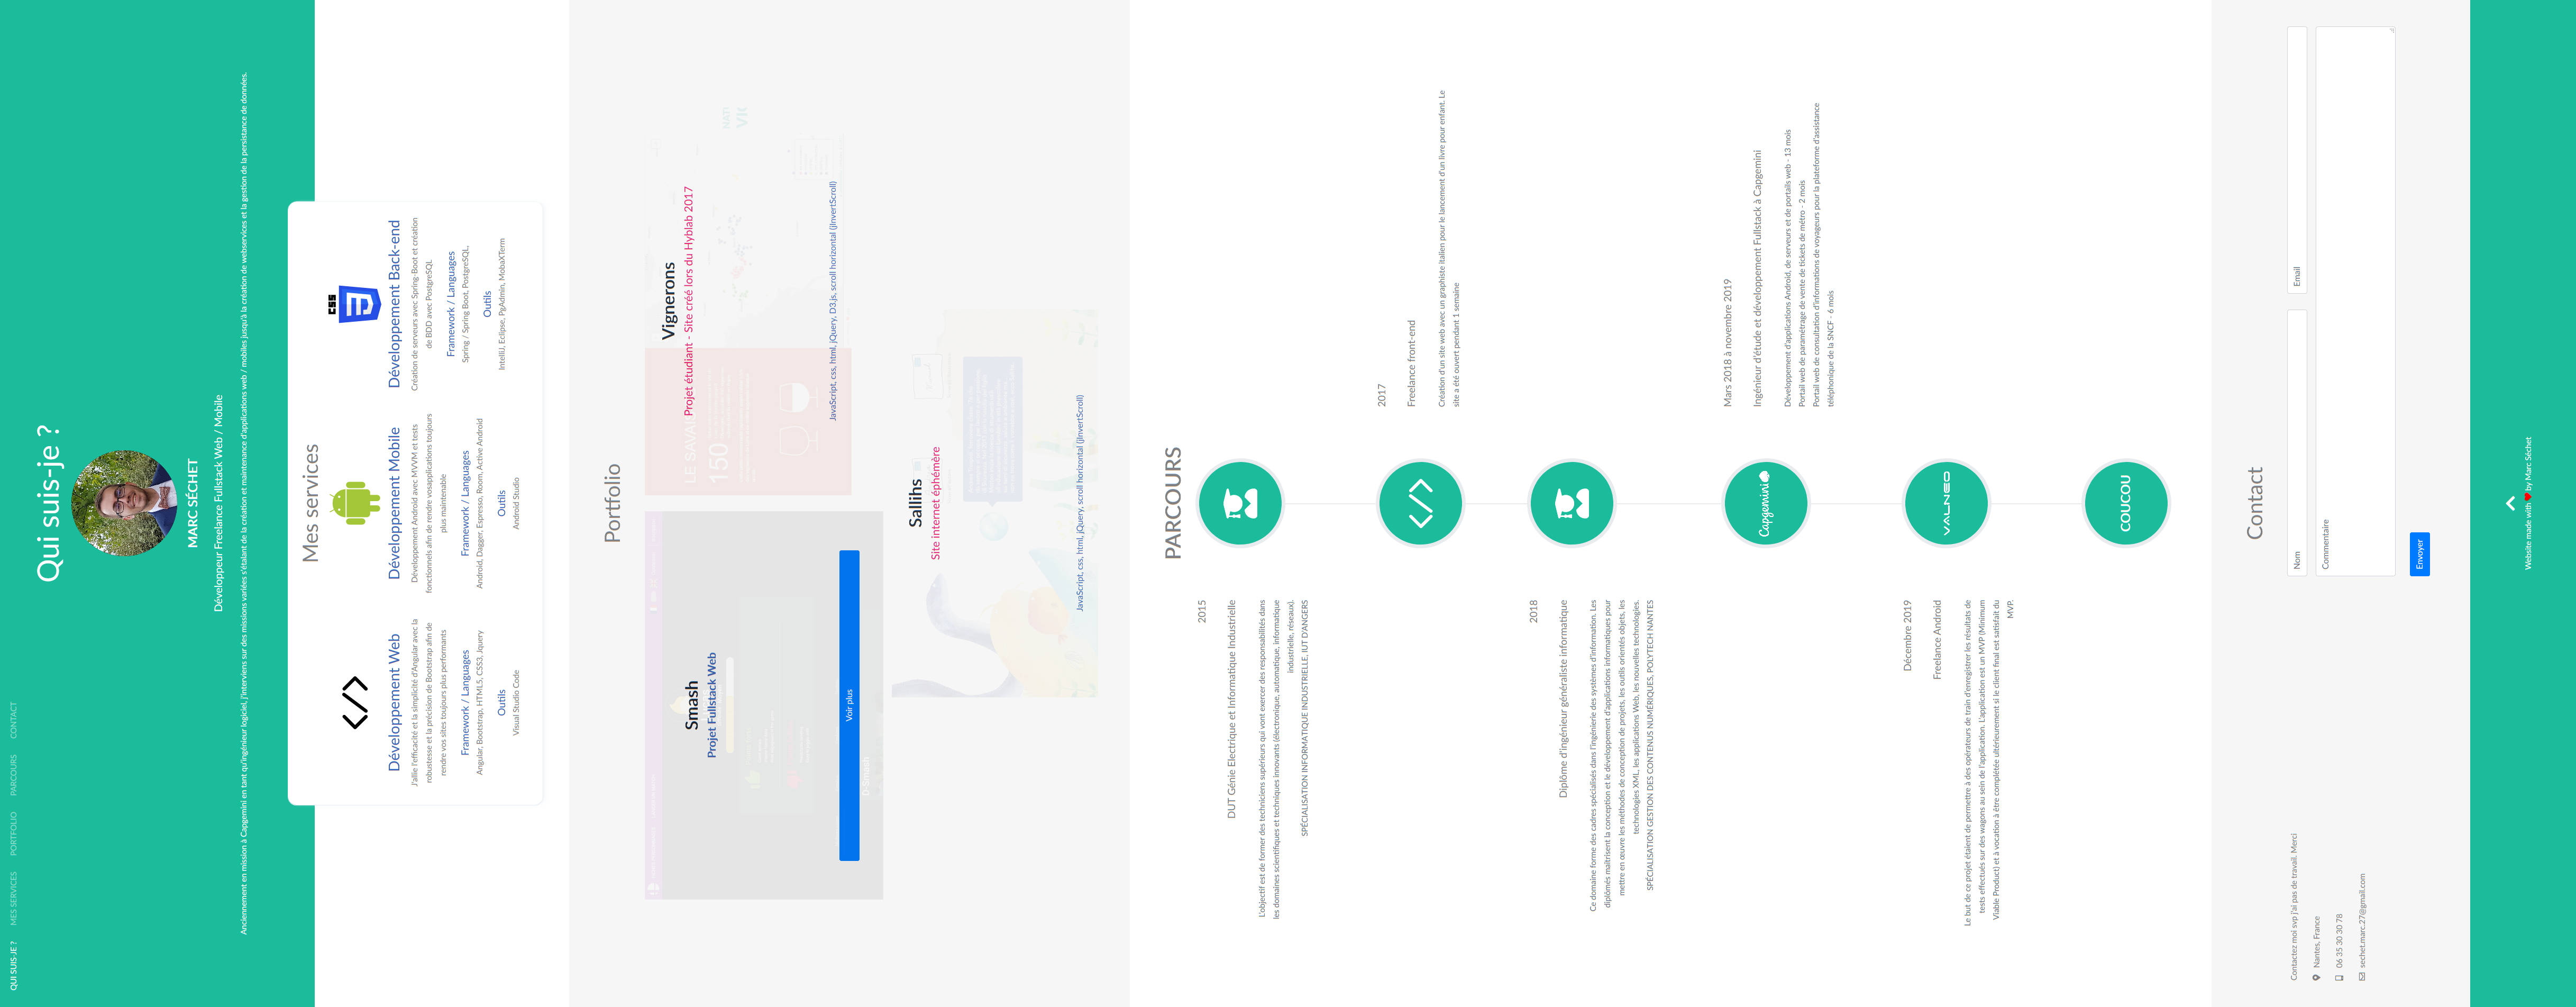 QUI SUIS-JE ?
MES SERVICES
PORTFOLIO
PARCOURS
CONTACT
Qui suis-je ?
MARC SÉCHET
Développeur Freelance Fullstack Web / Mobile
Anciennement en mission à Capgemini en tant qu'ingénieur logiciel, j'interviens sur des missions variées s'étalant de la création et maintenance d'applications web / mobiles jusqu'à la création de webservices et la gestion de la persistance de données.
Mes services
Développement Web
J'allie l'efficacité et la simplicité d'Angular avec la
robustesse et la précision de Bootstrap afin de
rendre vos sites toujours plus performants
Framework / Languages
Angular, Bootstrap, HTML5, CSS3, Jquery
Outils
Visual Studio Code
Développement Mobile
Développement Android avec MVVM et tests
fonctionnels afin de rendre vosapplications toujours
plus maintenable
Framework / Languages
Android, Dagger, Espresso, Room, Active Android
Outils
Android Studio
CSS
Développement Back-end
Création de serveurs avec Spring-Boot et création
de BDD avec PostgreSQL
Framework / Languages
Spring / Spring Boot, PostgreSQL,
Outils
IntelliJ, Eclipse, PgAdmin, MobaXTerm
Portfolio
Smash
Projet Fullstack Web
Voir plus
Vignerons
Projet étudiant - Site créé lors du Hyblab 2017
LE SAVAI
150
NATI
JavaScript, css, html, jQuery, D3.js, scroll horizontal (jInvertScroll)
Sallihs
Site internet éphémère
JavaScript, css, html, jQuery, scroll horizontal (jInvertScroll)
PARCOURS
2015
DUT Génie Electrique et Informatique Industrielle
L'objectif est de former des techniciens supérieurs qui vont exercer des responsabilités dans
les domaines scientifiques et techniques innovants (électronique, automatique, informatique
industrielle, réseaux).
SPÉCIALISATION INFORMATIQUE INDUSTRIELLE, IUT D'ANGERS
2017
Freelance front-end
Création d'un site web avec un graphiste italien pour le lancement d'un livre pour enfant. Le
site a été ouvert pendant 1 semaine
2018
Diplôme d'ingénieur généraliste informatique
Ce domaine forme des cadres spécialisés dans l'ingénierie des systèmes d'information. Les
diplômés maîtrisent la conception et le développement d'applications informatiques pour
mettre en œuvre les méthodes de conception de projets, les outils orientés objets, les
technologies XML, les applications Web, les nouvelles technologies.
SPÉCIALISATION GESTION DES CONTENUS NUMÉRIQUES, POLYTECH NANTES
Capgemini
Mars 2018 à novembre 2019
Ingénieur d'étude et développement Fullstack à Capgemini
Développement d'applications Android, de serveurs et de portails web - 13 mois
Portail web de paramétrage de vente de tickets de métro - 2 mois
Portail web de consultation d'informations de voyageurs pour la plateforme d'assistance
téléphonique de la SNCF - 6 mois
VALNEO
Décembre 2019
Freelance Android
Le but de ce projet étaient de permettre à des opérateurs de train d'enregistrer les résultats de
tests effectués sur des wagons au sein de l'application. L'application est un MVP (Minimum
Viable Product) et à vocation à être complétée ultérieurement si le client final est satisfait du
MVP.
COUCOU
Contact
Contactez moi svp j'ai pas de travail. Merci
Nantes, France
06 35 30 30 78
sechet.marc.27@gmail.com
Nom
Email
Commentaire
Envoyer
Website made with ❤ by Marc Séchet